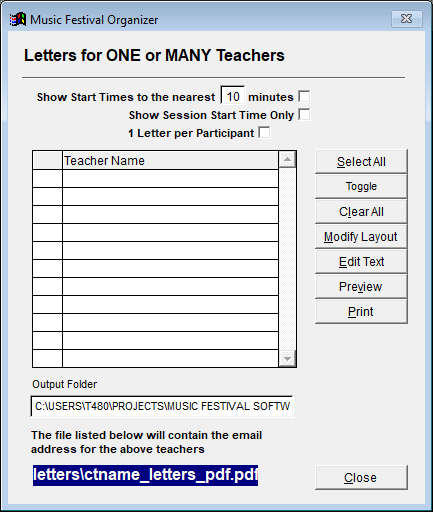 Music Festival Organizer
Letters for ONE or MANY Teachers
Show Start Times to the nearest 10 minutes
Show Session Start Time Only
1 Letter per Participant
Teacher Name
Select All
Toggle
Clear All
Modify Layout
Edit Text
Preview
Print
Output Folder
C:\USERS\T480\PROJECTS\MUSIC FESTIVAL SOFTW
The file listed below will contain the email
address for the above teachers
letters\ctname_letters_pdf.pdf
Close